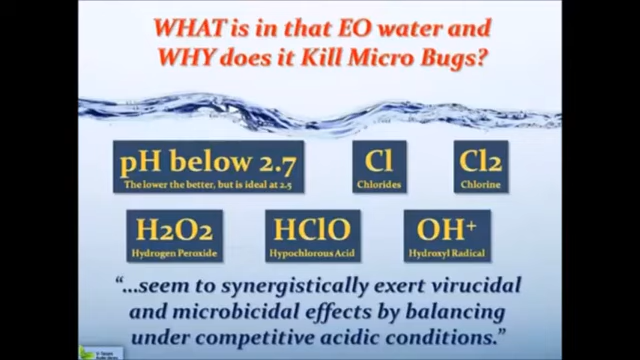 WHAT is in that EO water and
WHY does it Kill Micro Bugs?
pH below 2.7
The lower the better, but is ideal at 2.5
Cl
Chlorides
Cl2
Chlorine
H2O2
Hydrogen Peroxide
HClO
Hypochlorous Acid
OH+
Hydroxyl Radical
“...seem to synergistically exert virucidal
and microbicidal effects by balancing
under competitive acidic conditions.”